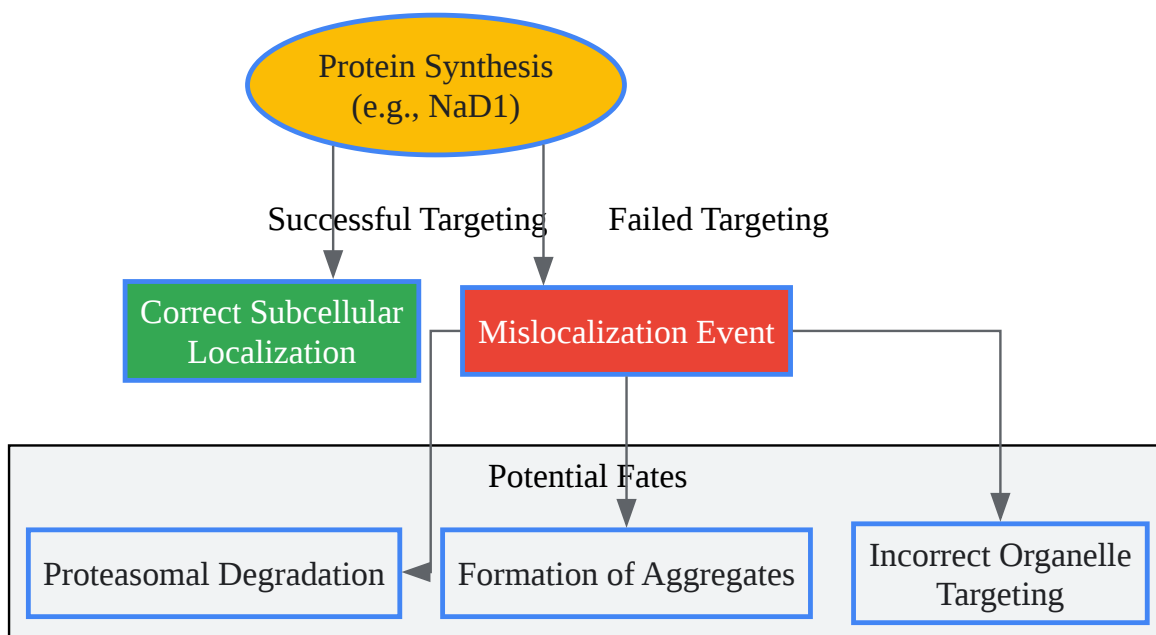 Protein Synthesis
(e.g., NaD1)
Successful Targeting
Failed Targeting
Correct Subcellular
Localization
Mislocalization Event
Potential Fates
Proteasomal Degradation
Formation of Aggregates
Incorrect Organelle
Targeting